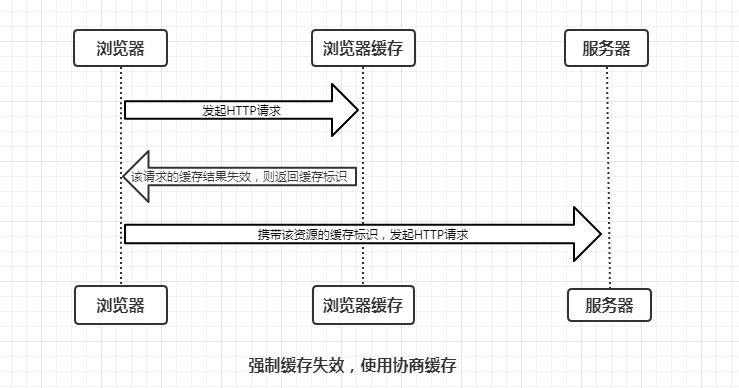 浏览器
浏览器缓存
服务器
发起HTTP请求
该请求的缓存结果失效，则返回缓存标识
携带该资源的缓存标识，发起HTTP请求
浏览器
浏览器缓存
服务器
强制缓存失效，使用协商缓存